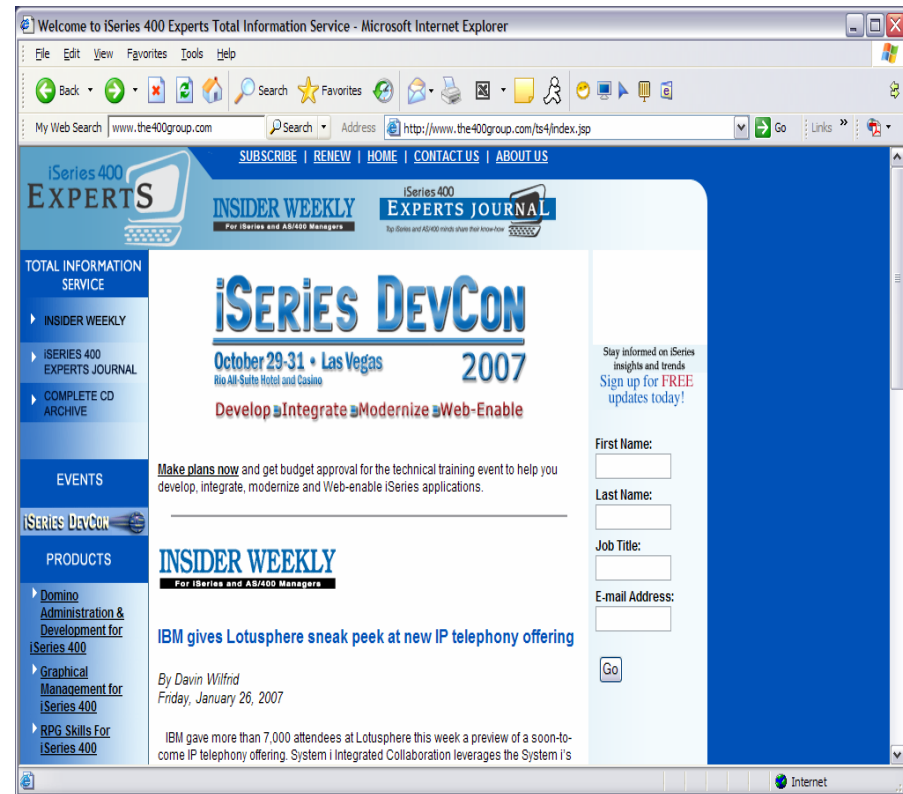 Welcome to iSeries 400 Experts Total Information Service - Microsoft Internet Explorer
File Edit View Favorites Tools Help
Back Search Favorites
My Web Search www.the400group.com Search Address http://www.the400group.com/ts4/index.jsp Go Links »
SUBSCRIBE | RENEW | HOME | CONTACT US | ABOUT US
iSeries 400
EXPERTS
INSIDER WEEKLY
For iSeries and AS/400 Managers
iSeries 400
EXPERTS JOURNAL
Top iSeries and AS/400 minds share their know-how
TOTAL INFORMATION
SERVICE
INSIDER WEEKLY
iSERIES 400
EXPERTS JOURNAL
COMPLETE CD
ARCHIVE
EVENTS
iSERIES DEVCON
PRODUCTS
Domino
Administration &
Development for
iSeries 400
Graphical
Management for
iSeries 400
RPG Skills For
iSeries 400
iSERIES DEVCON
October 29-31 • Las Vegas
Rio All-Suite Hotel and Casino
2007
Develop Integrate Modernize Web-Enable
Make plans now and get budget approval for the technical training event to help you
develop, integrate, modernize and Web-enable iSeries applications.
INSIDER WEEKLY
For iSeries and AS/400 Managers
IBM gives Lotusphere sneak peek at new IP telephony offering
By Davin Wilfrid
Friday, January 26, 2007
IBM gave more than 7,000 attendees at Lotusphere this week a preview of a soon-to-
come IP telephony offering. System i Integrated Collaboration leverages the System i's
Stay informed on iSeries
insights and trends
Sign up for FREE
updates today!
First Name:
Last Name:
Job Title:
E-mail Address:
Go
Internet